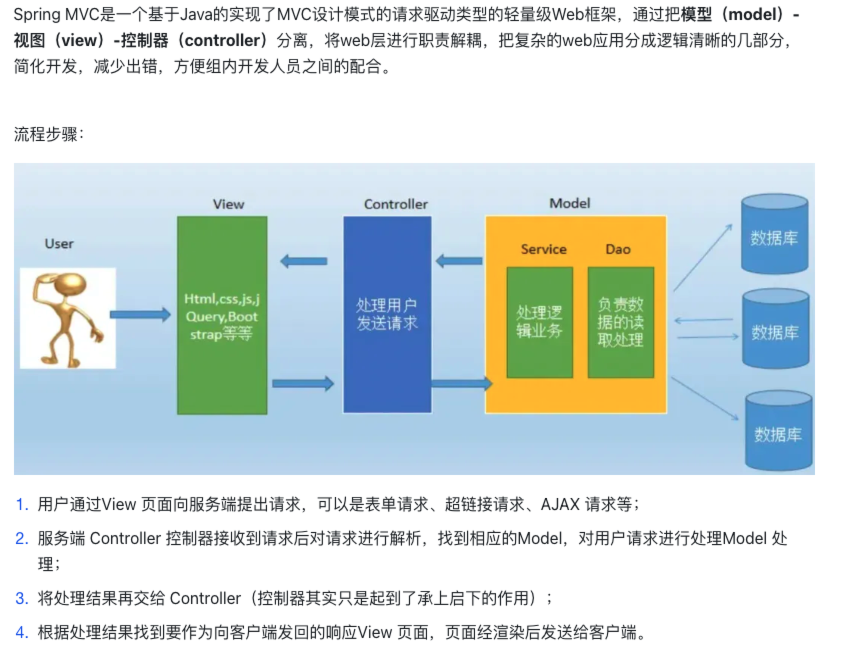 Spring MVC是一个基于Java的实现了MVC设计模式的请求驱动类型的轻量级Web框架，通过把模型（model）-
视图（view）-控制器（controller）分离，将web层进行职责解耦，把复杂的web应用分成逻辑清晰的几部分，
简化开发，减少出错，方便组内开发人员之间的配合。
流程步骤：
User
View
Html,css,js,j
Query,Boot
strap等等
Controller
处理用户
发送请求
Model
Service
处理逻
辑业务
Dao
负责数
据的读
取处理
数据库
数据库
数据库
1. 用户通过View 页面向服务端提出请求，可以是表单请求、超链接请求、AJAX 请求等；
2. 服务端 Controller 控制器接收到请求后对请求进行解析，找到相应的Model，对用户请求进行处理Model 处
理；
3. 将处理结果再交给 Controller（控制器其实只是起到了承上启下的作用）；
4. 根据处理结果找到要作为向客户端发回的响应View 页面，页面经渲染后发送给客户端。